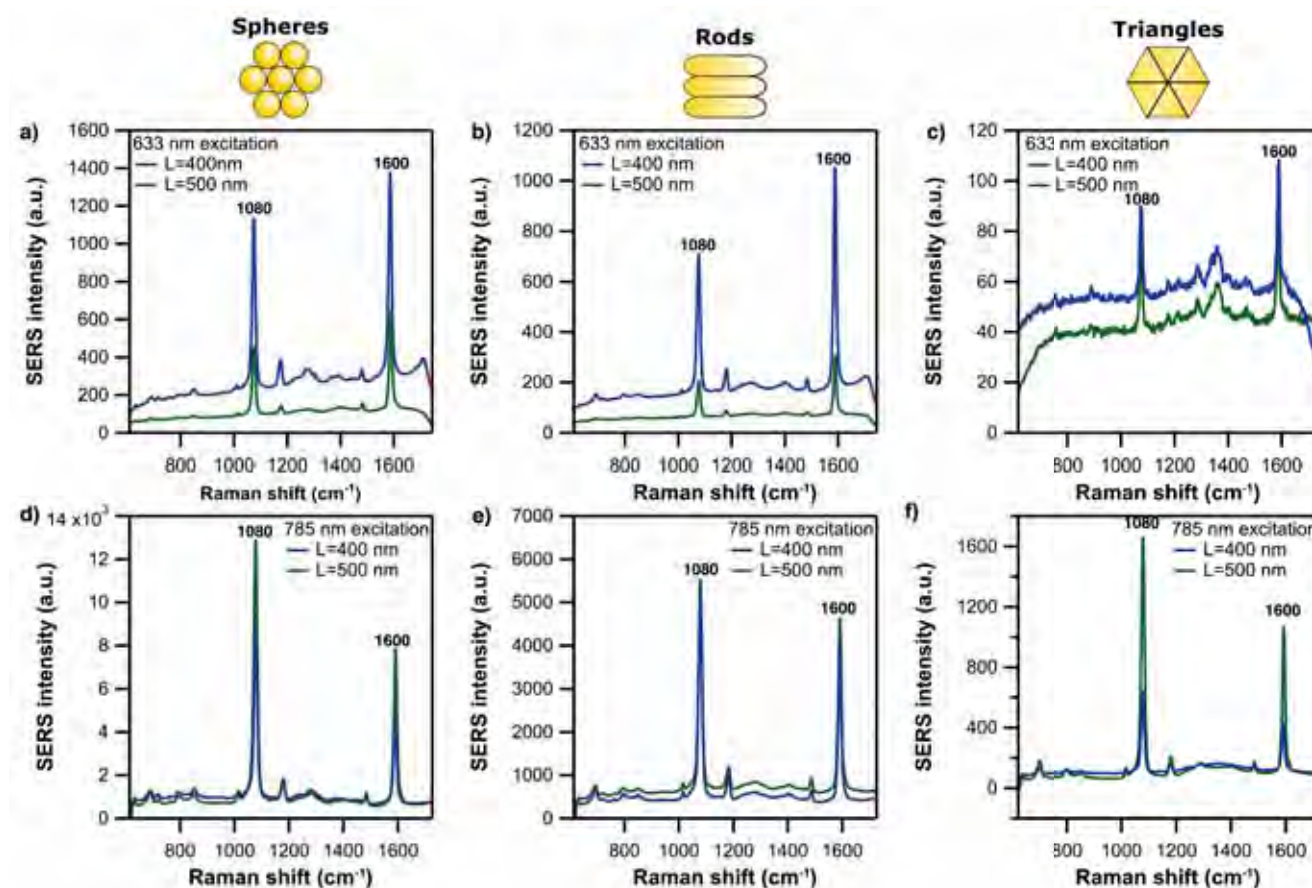 Spheres
Rods
Triangles
a)
1600
1400
1200
1000
800
600
400
200
0
SERS intensity (a.u.)
633 nm excitation
L=400nm
L=500 nm
1080
1600
800 1000 1200 1400 1600
Raman shift (cm⁻¹)
b)
1200
1000
800
600
400
200
0
SERS intensity (a.u.)
633 nm excitation
L=400 nm
L=500 nm
1080
1600
800 1000 1200 1400 1600
Raman shift (cm⁻¹)
c)
120
100
80
60
40
20
0
SERS intensity (a.u.)
633 nm excitation
L=400 nm
L=500 nm
1080
1600
800 1000 1200 1400 1600
Raman shift (cm⁻¹)
d)
14 x10³
12
10
8
6
4
2
0
SERS intensity (a.u.)
785 nm excitation
L=400 nm
L=500 nm
1080
1600
800 1000 1200 1400 1600
Raman shift (cm⁻¹)
e)
7000
6000
5000
4000
3000
2000
1000
0
SERS intensity (a.u.)
785 nm excitation
L=400 nm
L=500 nm
1080
1600
800 1000 1200 1400 1600
Raman shift (cm⁻¹)
f)
1600
1200
800
400
0
SERS intensity (a.u.)
785 nm excitation
L=400 nm
L=500 nm
1080
1600
800 1000 1200 1400 1600
Raman shift (cm⁻¹)